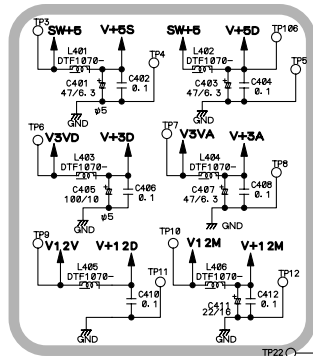 TP3
SW+5 V+5S SW+5 V+5D TP106
L401 TP4 L402 TP5
DTF1070- DTF1070-
C401 C402 C403 C404
47/6.3 0.1 47/6.3 0.1
φ5
GND GND
TP6 V3VD V+3D TP7 V3VA V+3A
L403 L404 TP8
DTF1070- DTF1070-
C405 C406 C407 C408
100/10 0.1 47/6.3 0.1
φ5
GND GND
TP9 TP10
V12V V+12D V12M V+12M
L405 TP11 L406 TP12
DTF1070- DTF1070-
C410 C411 C412
0.1 22/16 0.1
GND GND
TP22